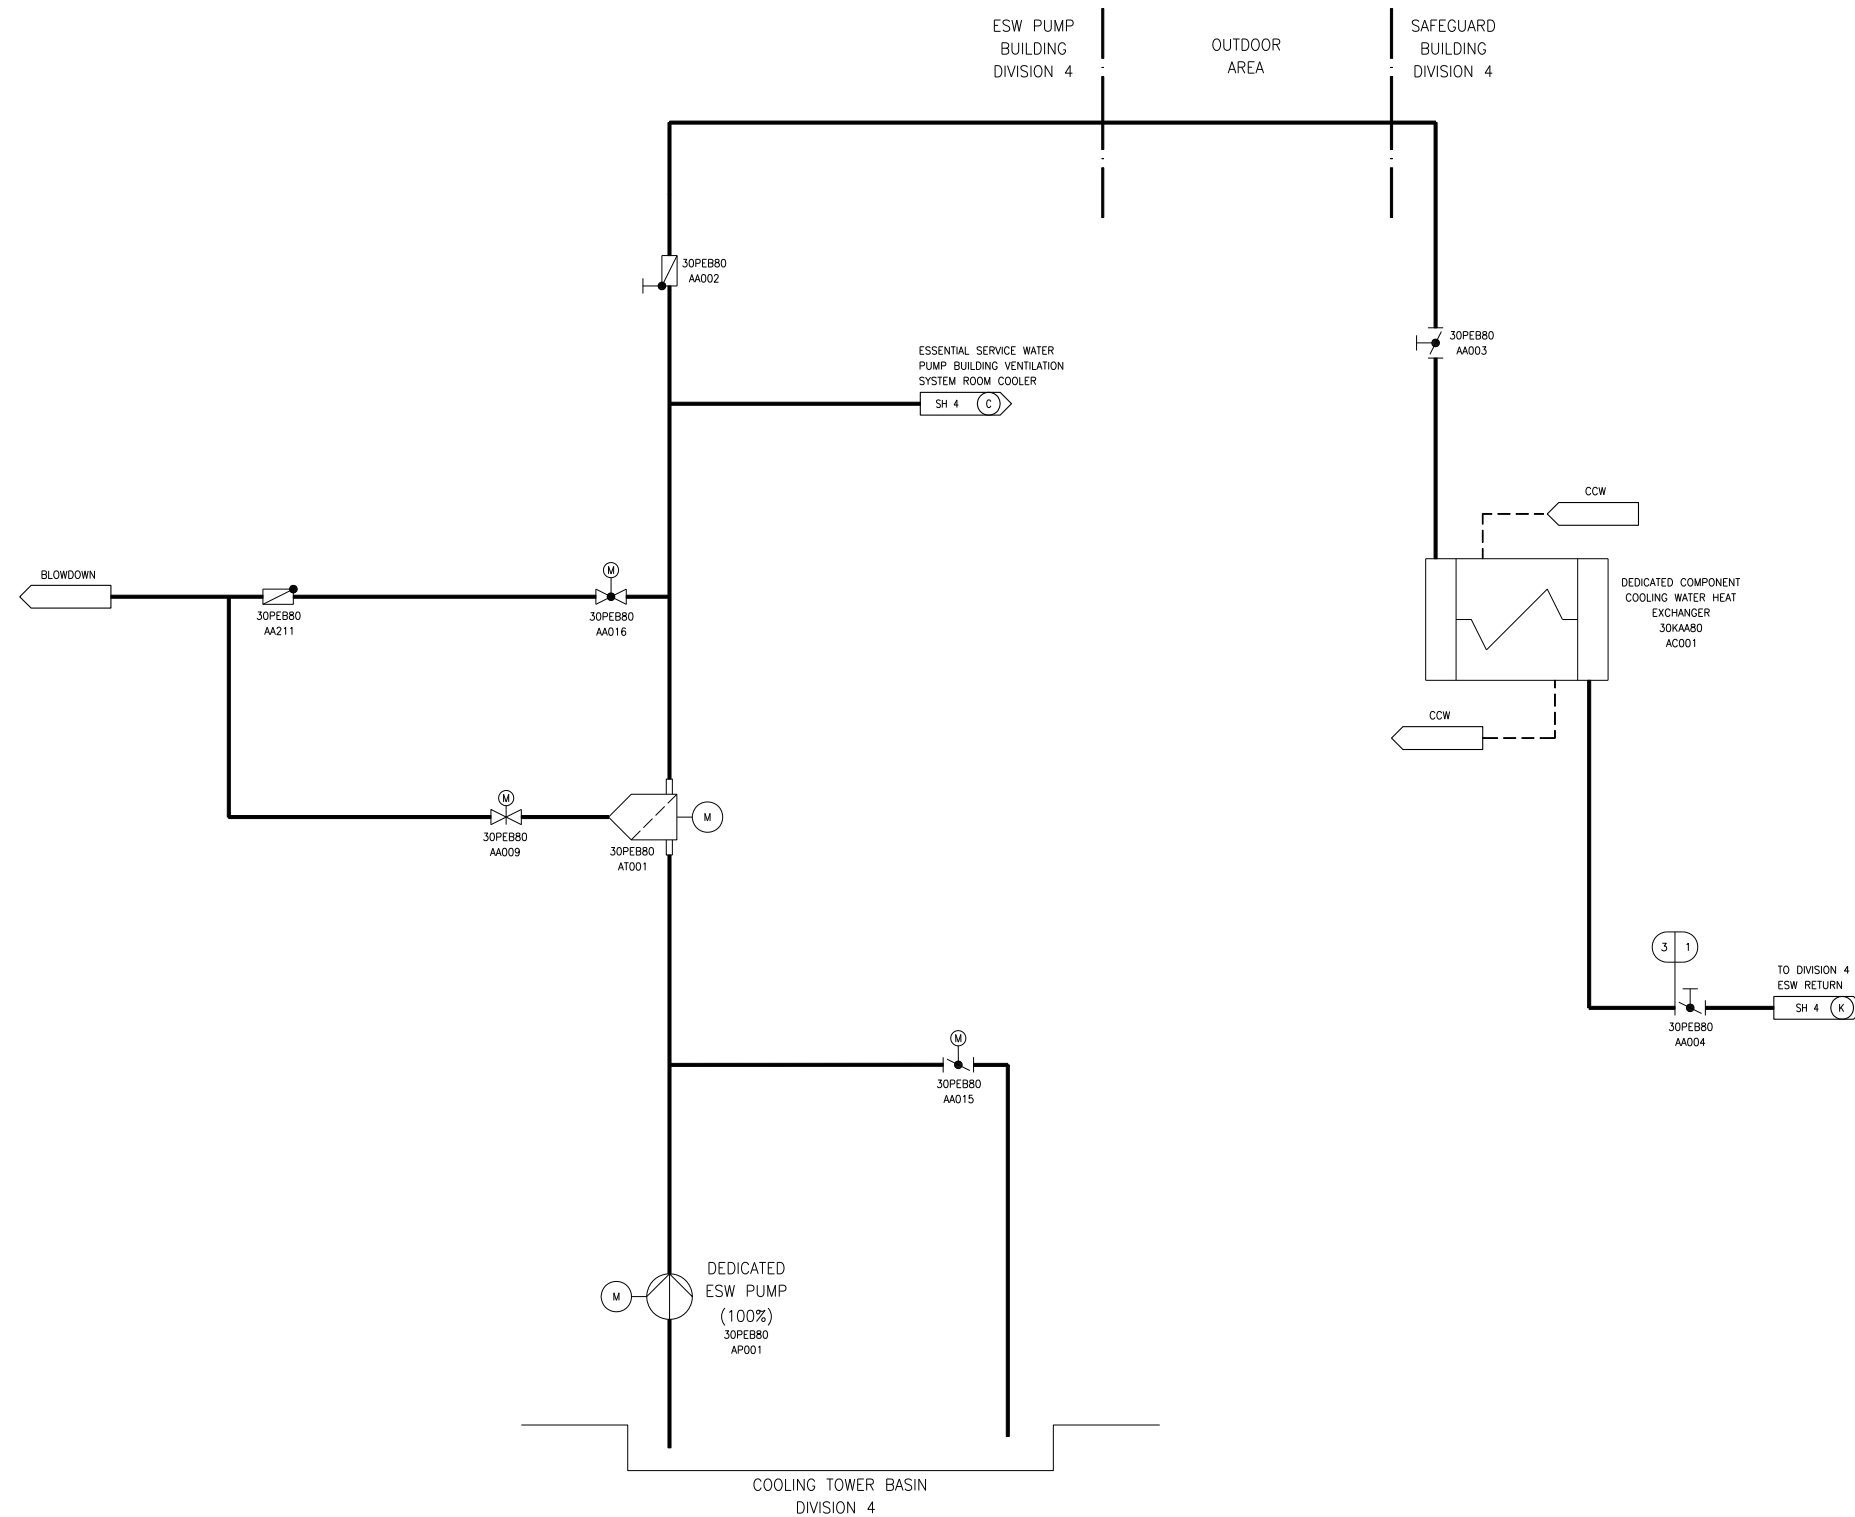 ESW PUMP
BUILDING
DIVISION 4
OUTDOOR
AREA
SAFEGUARD
BUILDING
DIVISION 4
30PEB80
AA002
30PEB80
AA003
ESSENTIAL SERVICE WATER
PUMP BUILDING VENTILATION
SYSTEM ROOM COOLER
SH 4 C
CCW
BLOWDOWN
M
30PEB80
AA211
30PEB80
AA016
DEDICATED COMPONENT
COOLING WATER HEAT
EXCHANGER
30KAA80
AC001
CCW
M
30PEB80
AA009
M
30PEB80
AT001
3 1
TO DIVISION 4
ESW RETURN
SH 4 K
30PEB80
AA004
M
30PEB80
AA015
M
DEDICATED
ESW PUMP
(100%)
30PEB80
AP001
COOLING TOWER BASIN
DIVISION 4